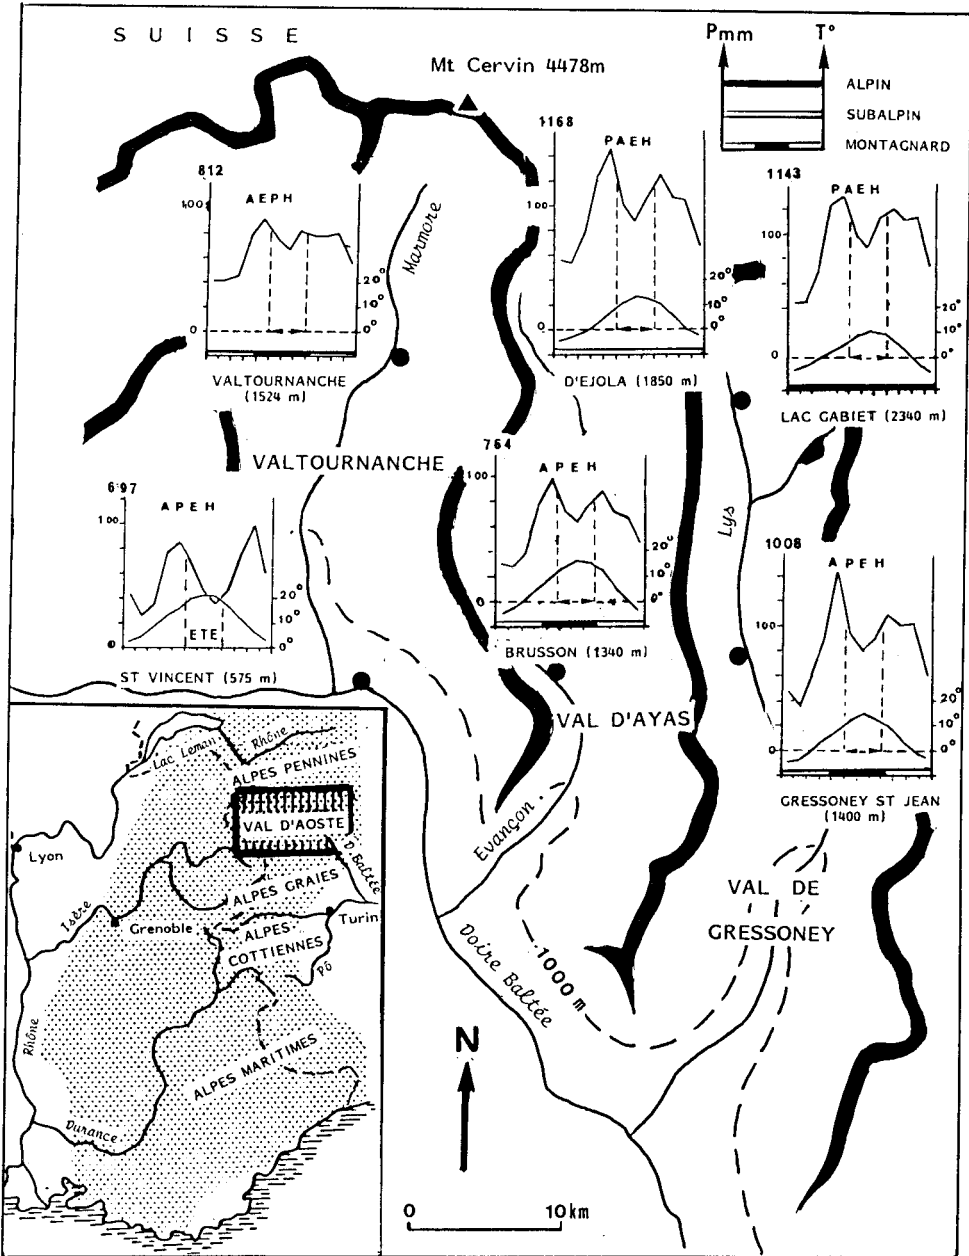 SUISSE
Mt Cervin 4478m
Pmm
T°
ALPIN
SUBALPIN
MONTAGNARD
812
AEPH
100
20°
10°
0
0°
VALTOURNANCHE
(1524 m)
Marmore
1168
PAEH
100
20°
10°
0
0°
D'EJOLA (1850 m)
1143
PAEH
100
20°
10°
0
0°
LAC GABIET (2340 m)
VALTOURNANCHE
697
APEH
100
20°
10°
0
0°
ETE
ST VINCENT (575 m)
764
APEH
100
20°
10°
0
0°
BRUSSON (1340 m)
Lys
1008
APEH
100
20°
10°
0
0°
GRESSONEY ST JEAN
(1400 m)
VAL D'AYAS
Evançon
VAL DE
GRESSONEY
Doire Baltée
1000 m
N
0
10 km
Lac Leman
Rhône
ALPES PENNINES
VAL D'AOSTE
D. Baltée
Lyon
Isère
ALPES GRAIES
Grenoble
Turin
ALPES
COTTIENNES
Pô
Rhône
ALPES MARITIMES
Durance